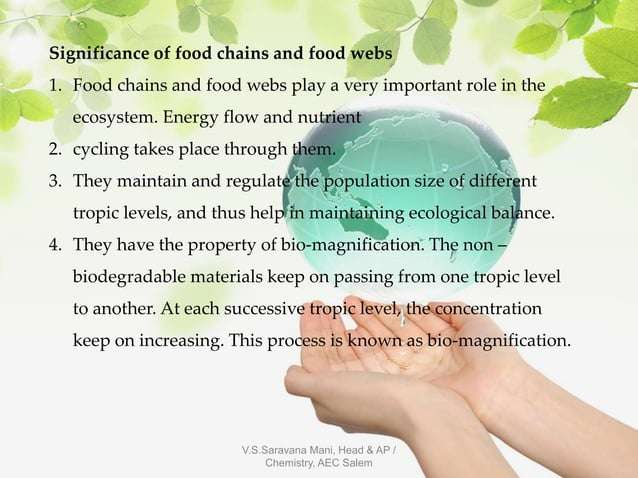 Significance of food chains and food webs
1. Food chains and food webs play a very important role in the
ecosystem. Energy flow and nutrient
2. cycling takes place through them.
3. They maintain and regulate the population size of different
tropic levels, and thus help in maintaining ecological balance.
4. They have the property of bio-magnification. The non –
biodegradable materials keep on passing from one tropic level
to another. At each successive tropic level, the concentration
keep on increasing. This process is known as bio-magnification.
V.S.Saravana Mani, Head & AP /
Chemistry, AEC Salem